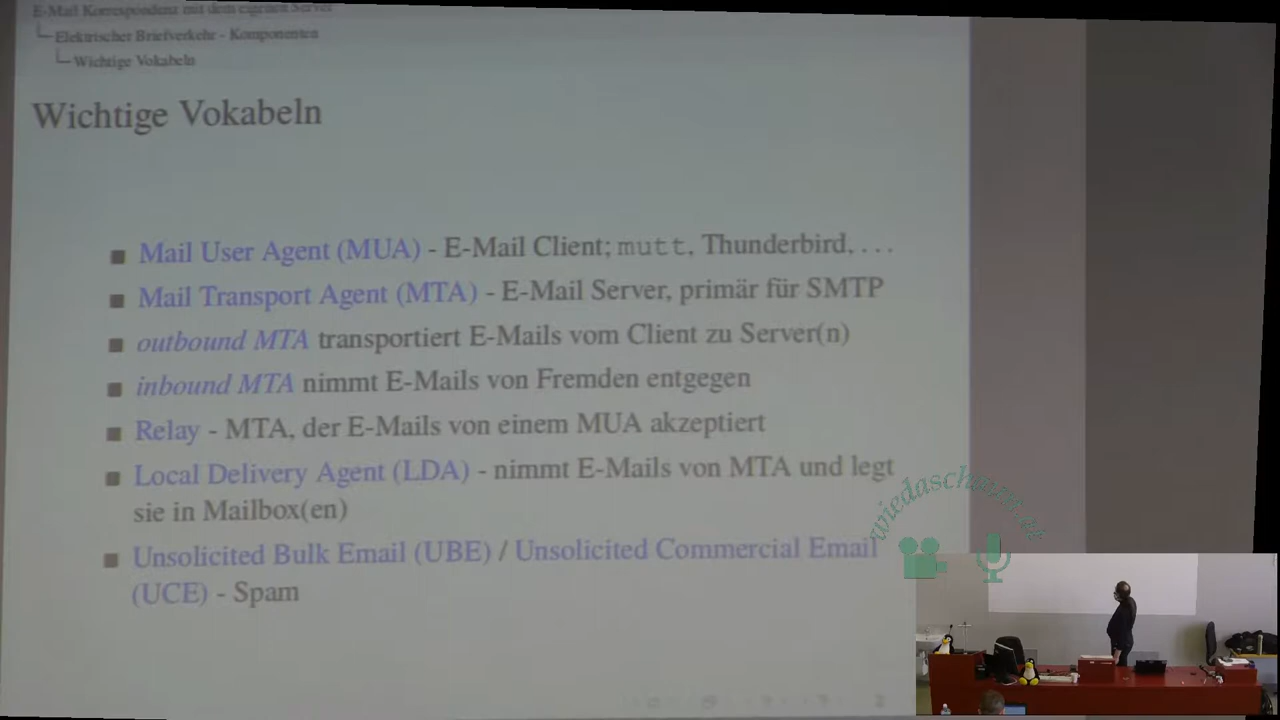 E-Mail Korrespondenz mit dem eigenen Server
Elektrischer Briefverkehr - Komponenten
Wichtige Vokabeln
Wichtige Vokabeln
Mail User Agent (MUA) - E-Mail Client; mutt, Thunderbird, . . .
Mail Transport Agent (MTA) - E-Mail Server, primär für SMTP
outbound MTA transportiert E-Mails vom Client zu Server(n)
inbound MTA nimmt E-Mails von Fremden entgegen
Relay - MTA, der E-Mails von einem MUA akzeptiert
Local Delivery Agent (LDA) - nimmt E-Mails von MTA und legt
sie in Mailbox(en)
Unsolicited Bulk Email (UBE) / Unsolicited Commercial Email
(UCE) - Spam